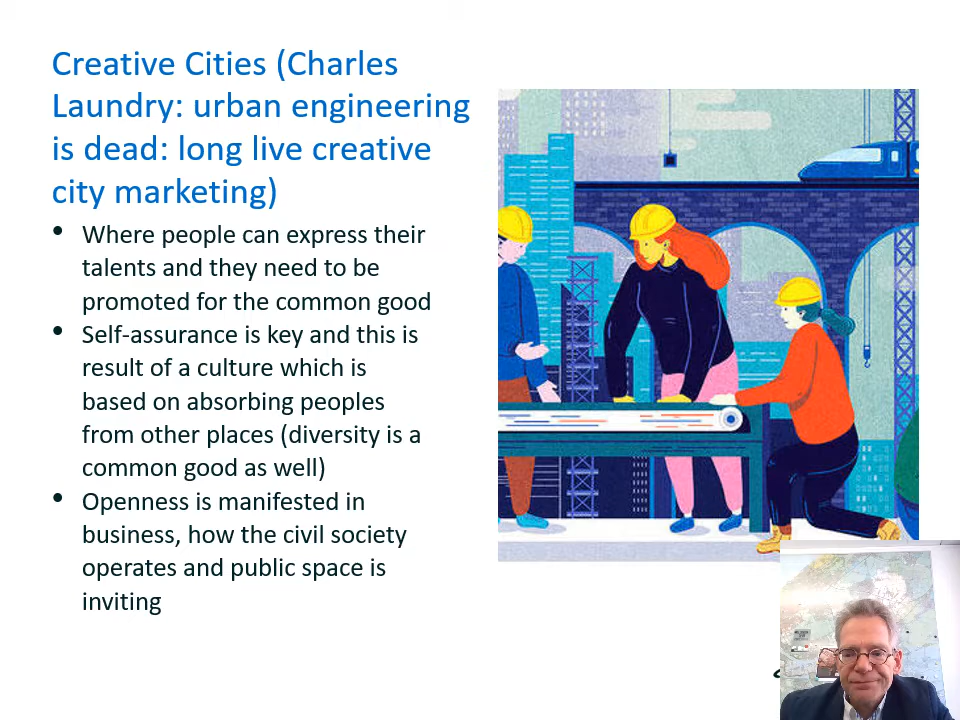 Creative Cities (Charles
Laundry: urban engineering
is dead: long live creative
city marketing)
• Where people can express their
talents and they need to be
promoted for the common good
• Self-assurance is key and this is
result of a culture which is
based on absorbing peoples
from other places (diversity is a
common good as well)
• Openness is manifested in
business, how the civil society
operates and public space is
inviting